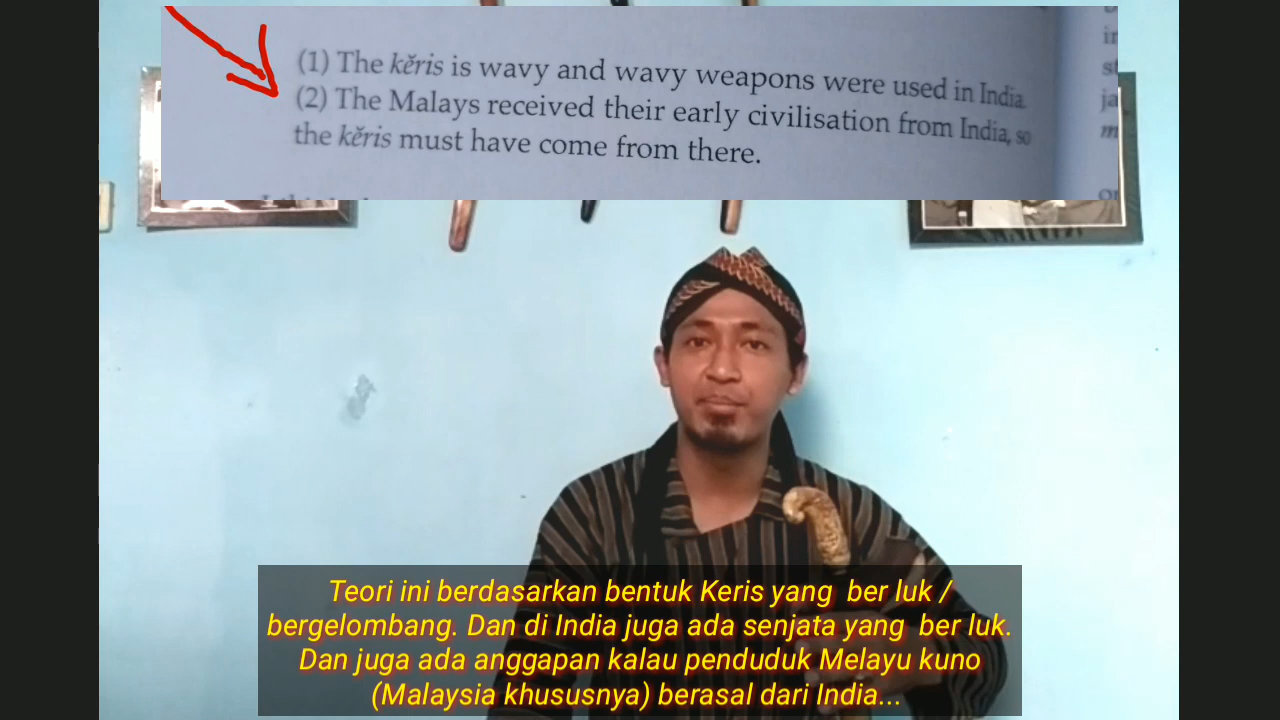 (1) The kĕris is wavy and wavy weapons were used in India.
(2) The Malays received their early civilisation from India, so
the kĕris must have come from there.
Teori ini berdasarkan bentuk Keris yang ber luk /
bergelombang. Dan di India juga ada senjata yang ber luk.
Dan juga ada anggapan kalau penduduk Melayu kuno
(Malaysia khususnya) berasal dari India...